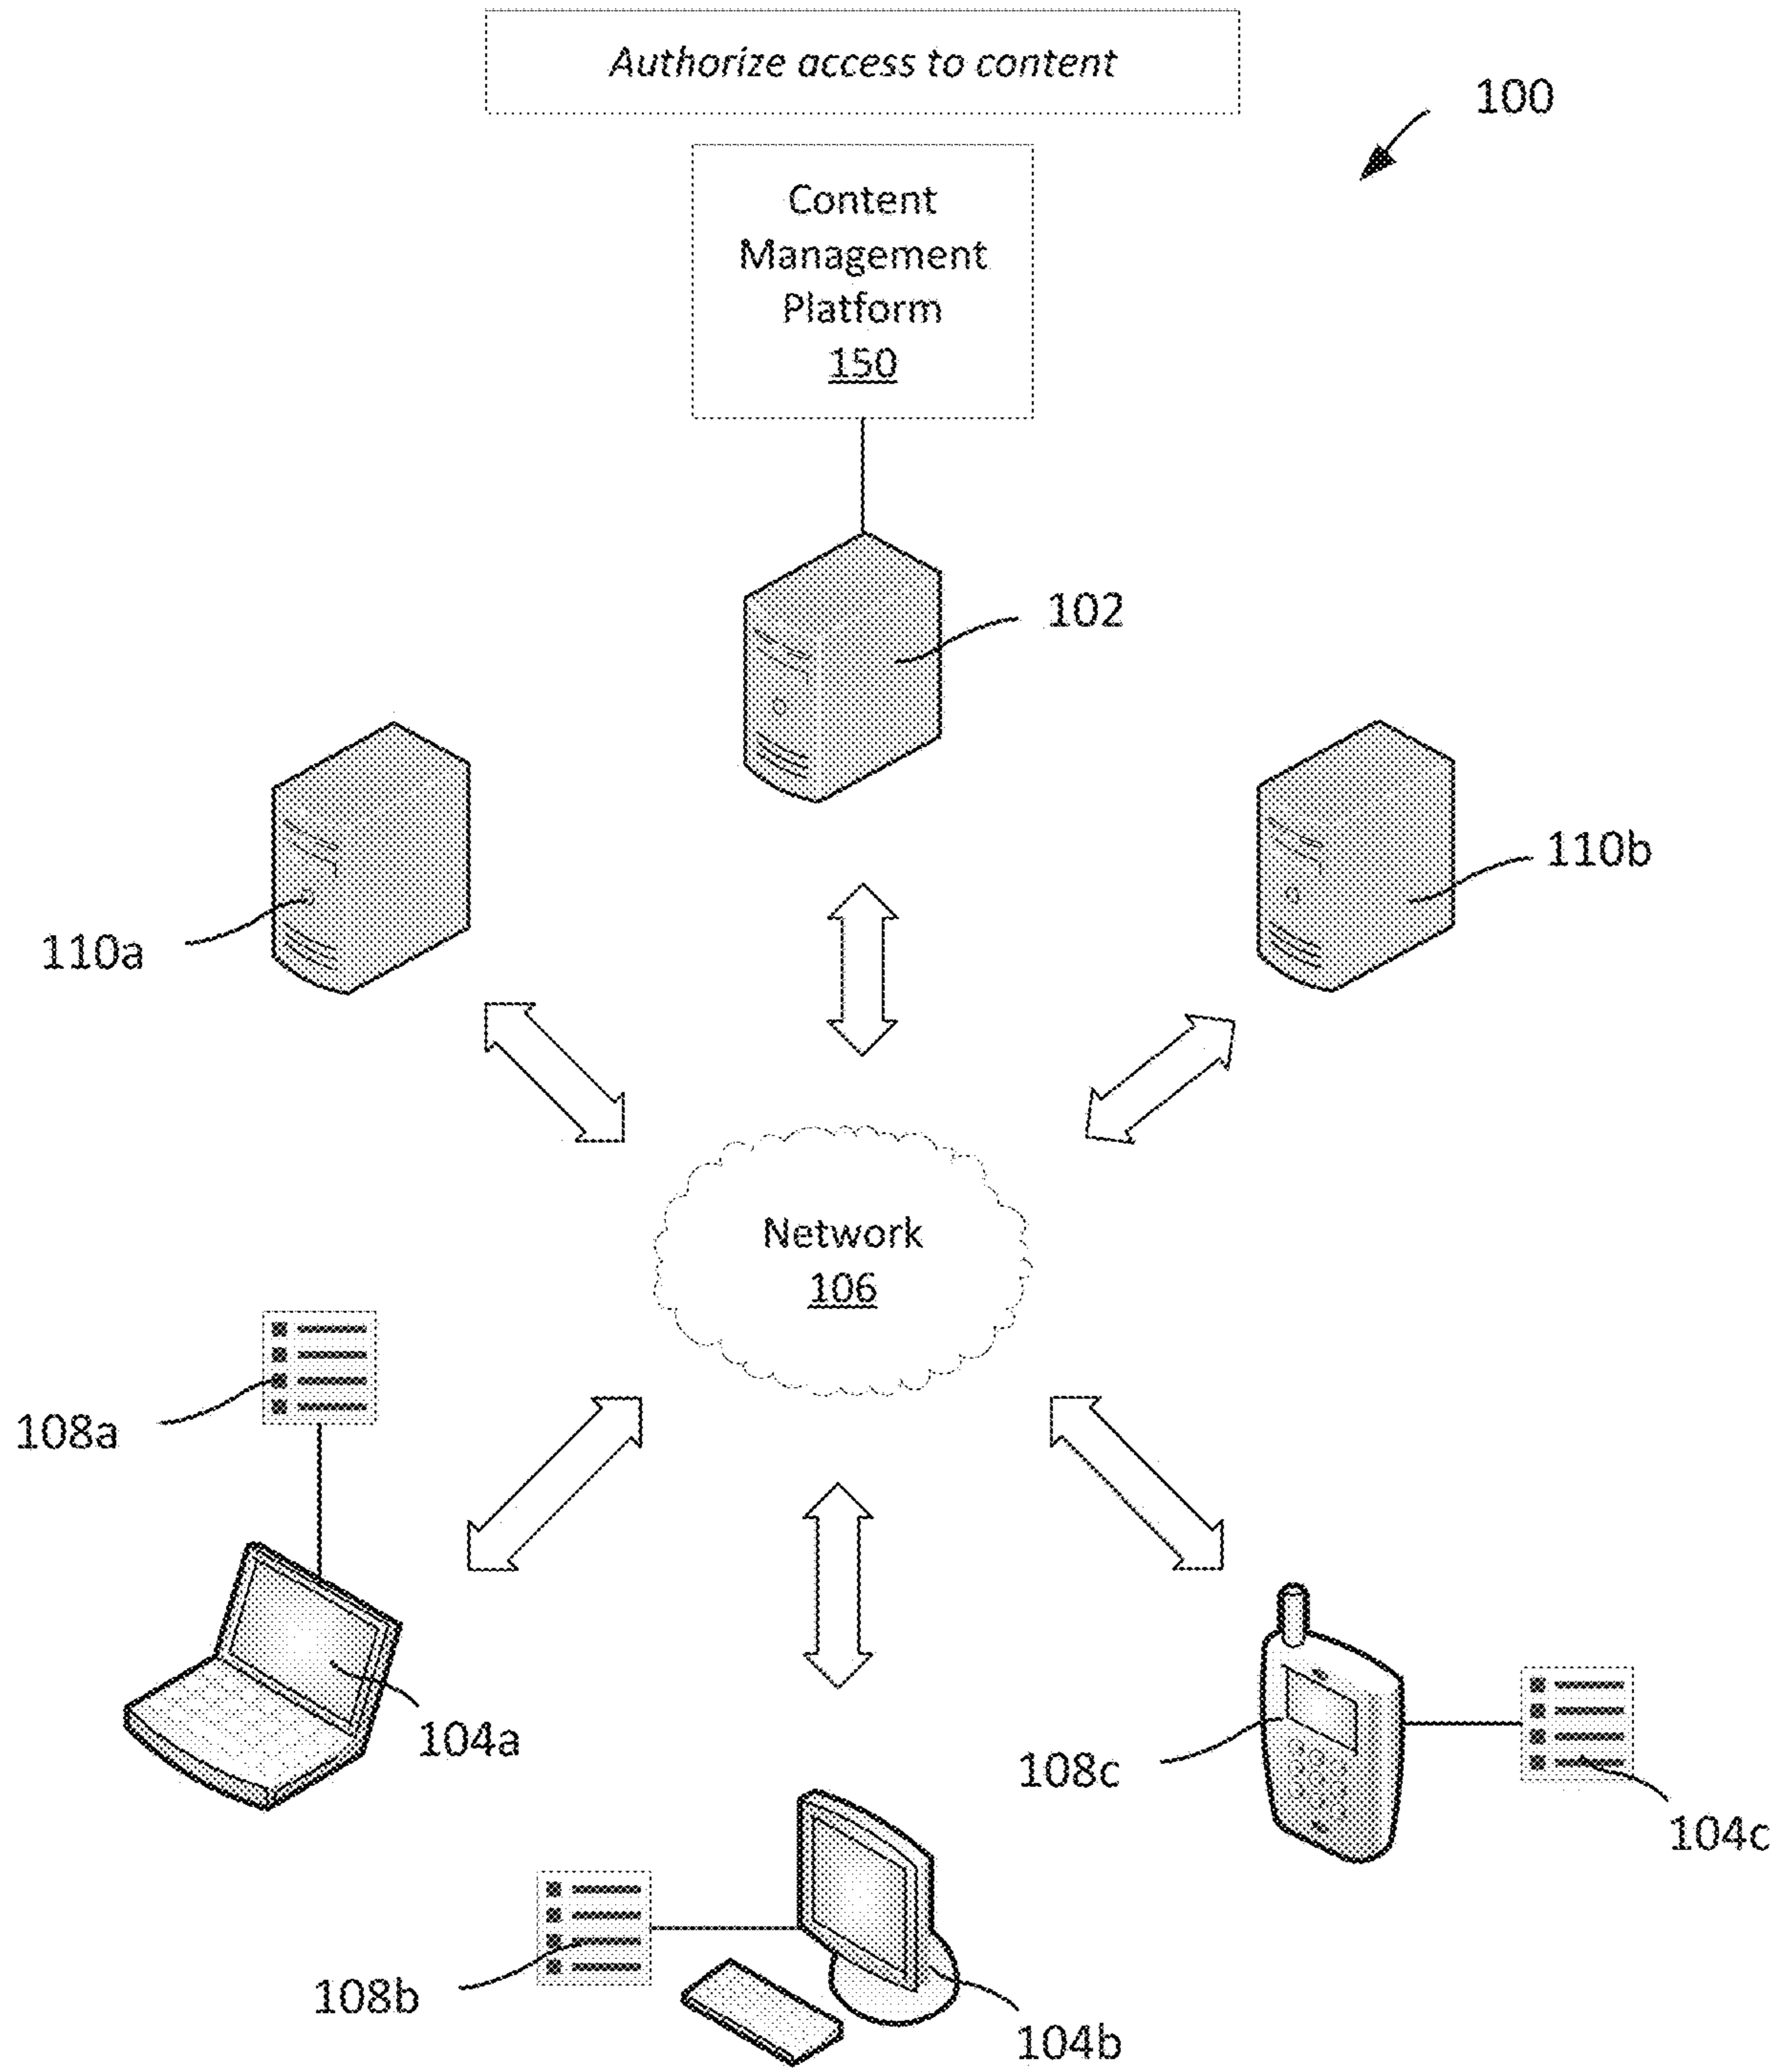 Authorize access to content
100
Content
Management
Platform
150
102
110b
110a
Network
106
108a
104a
108c
104c
108b
104b